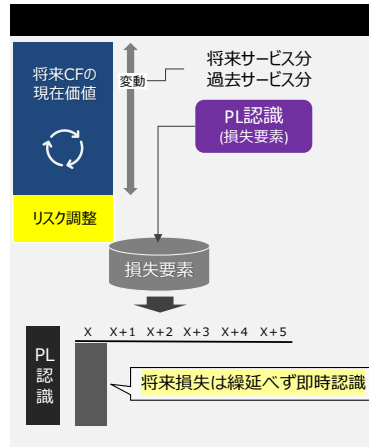 将来CFの
現在価値
変動
将来サービス分
過去サービス分
PL認識
(損失要素)
リスク調整
損失要素
X X+1 X+2 X+3 X+4 X+5
PL
認
識
将来損失は繰延べず即時認識